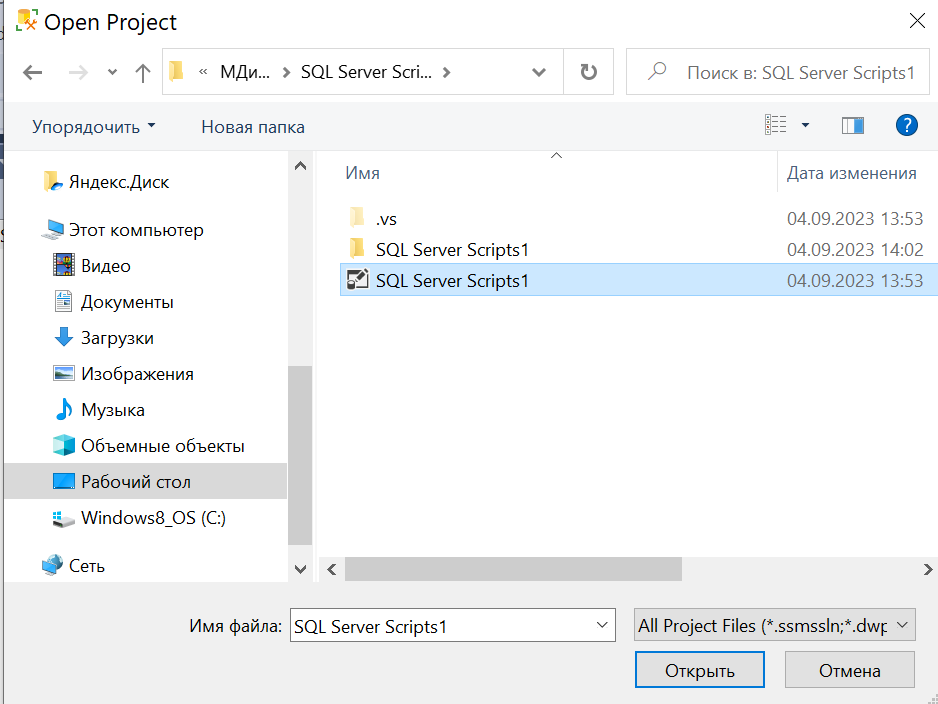 Open Project
« МДи... SQL Server Scri...
Поиск в: SQL Server Scripts1
Упорядочить
Новая папка
?
Имя
Дата изменения
Яндекс.Диск
Этот компьютер
Видео
Документы
Загрузки
Изображения
Музыка
Объемные объекты
Рабочий стол
Windows8_OS (C:)
Сеть
.vs 04.09.2023 13:53
SQL Server Scripts1 04.09.2023 14:02
SQL Server Scripts1 04.09.2023 13:53
Имя файла: SQL Server Scripts1
All Project Files (*.ssmssln;*.dwp
Открыть
Отмена